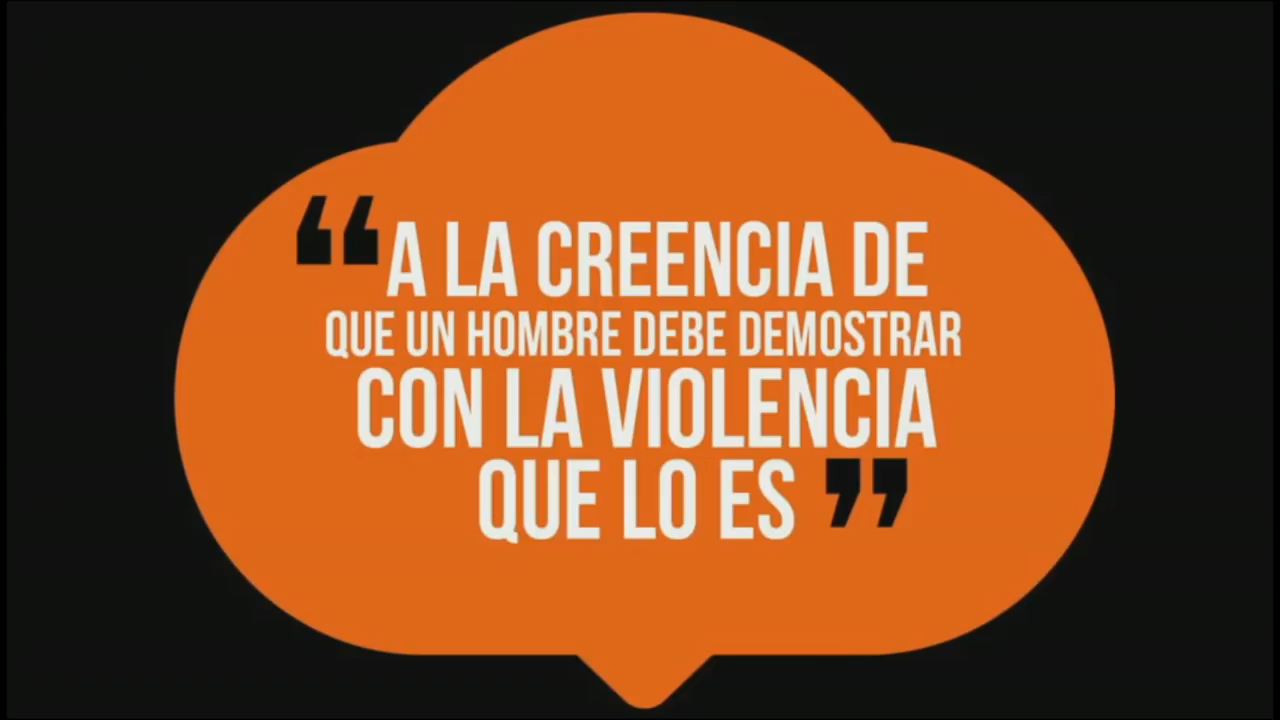 “A LA CREENCIA DE
QUE UN HOMBRE DEBE DEMOSTRAR
CON LA VIOLENCIA
QUE LO ES”